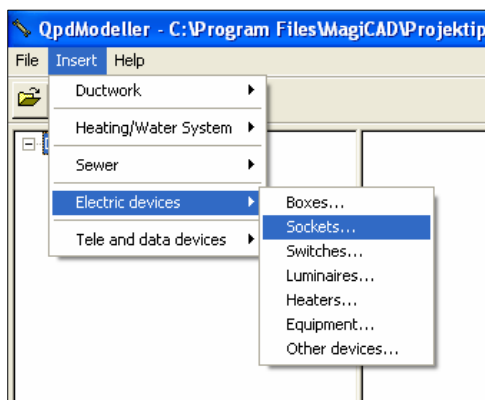 QpdModeller - C:\Program Files\MagiCAD\Projektip
File Insert Help
Ductwork
Heating/Water System
Sewer
Electric devices
Tele and data devices
Boxes...
Sockets...
Switches...
Luminaires...
Heaters...
Equipment...
Other devices...